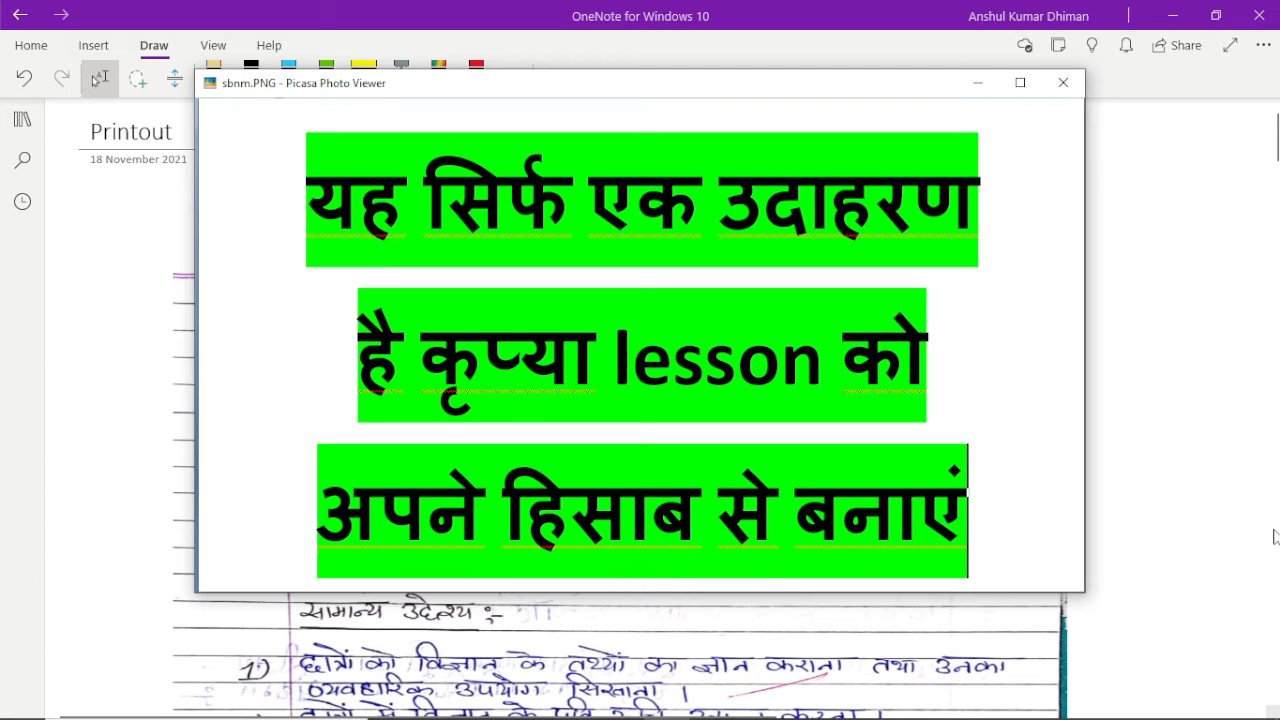 OneNote for Windows 10
Anshul Kumar Dhiman
Home Insert Draw View Help
Share
sbnm.PNG - Picasa Photo Viewer
Printout
18 November 2021
यह सिर्फ एक उदाहरण
है कृप्या lesson को
अपने हिसाब से बनाएं
सामान्य उद्देश्य :-
1) छात्रों को विज्ञान के तथ्यों का ज्ञान कराना तथा उनका
व्यवहारिक उपयोग सिखाना ।